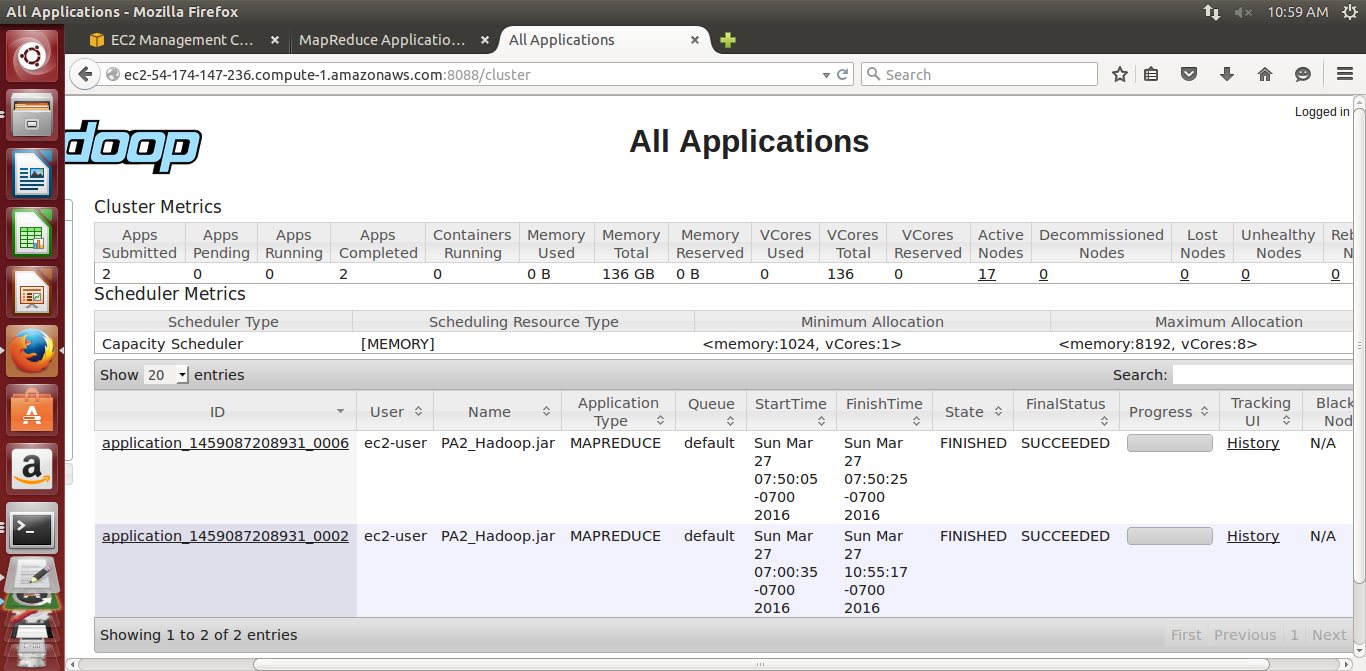 All Applications - Mozilla Firefox
10:59 AM
EC2 Management C...
MapReduce Applicatio...
All Applications
ec2-54-174-147-236.compute-1.amazonaws.com:8088/cluster
Search
Logged in
doop
All Applications
Cluster Metrics
Apps Submitted Apps Pending Apps Running Apps Completed Containers Running Memory Used Memory Total Memory Reserved VCores Used VCores Total VCores Reserved Active Nodes Decommissioned Nodes Lost Nodes Unhealthy Nodes Reb N
2 0 0 2 0 0 B 136 GB 0 B 0 136 0 17 0 0 0 0
Scheduler Metrics
Scheduler Type Scheduling Resource Type Minimum Allocation Maximum Allocation
Capacity Scheduler [MEMORY] <memory:1024, vCores:1> <memory:8192, vCores:8>
Show 20 entries Search:
ID User Name Application Type Queue StartTime FinishTime State FinalStatus Progress Tracking UI Black Nod
application_1459087208931_0006 ec2-user PA2_Hadoop.jar MAPREDUCE default Sun Mar 27 07:50:05 -0700 2016 Sun Mar 27 07:50:25 -0700 2016 FINISHED SUCCEEDED History N/A
application_1459087208931_0002 ec2-user PA2_Hadoop.jar MAPREDUCE default Sun Mar 27 07:00:35 -0700 2016 Sun Mar 27 10:55:17 -0700 2016 FINISHED SUCCEEDED History N/A
Showing 1 to 2 of 2 entries First Previous 1 Next